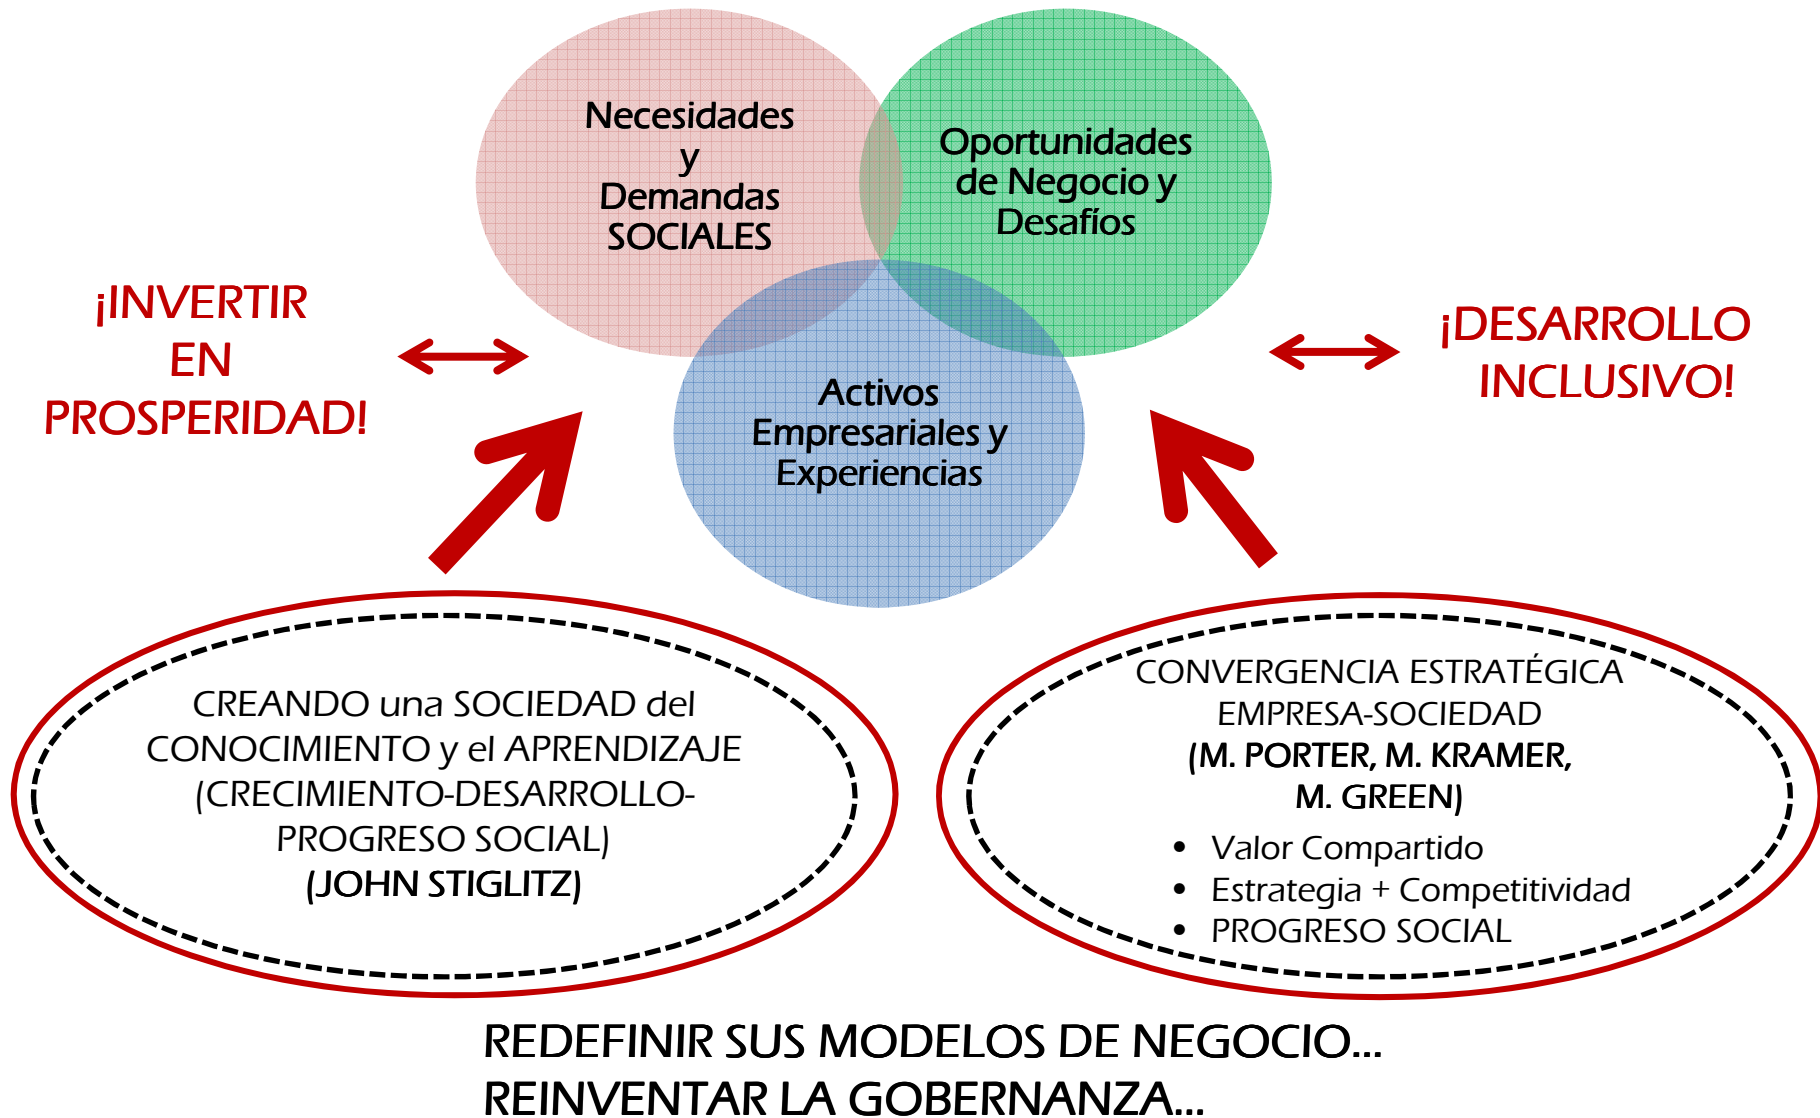 Necesidades
y
Demandas
SOCIALES
Oportunidades
de Negocio y
Desafíos
Activos
Empresariales y
Experiencias
¡INVERTIR
EN
PROSPERIDAD!
¡DESARROLLO
INCLUSIVO!
CREANDO una SOCIEDAD del
CONOCIMIENTO y el APRENDIZAJE
(CRECIMIENTO-DESARROLLO-
PROGRESO SOCIAL)
(JOHN STIGLITZ)
CONVERGENCIA ESTRATÉGICA
EMPRESA-SOCIEDAD
(M. PORTER, M. KRAMER,
M. GREEN)
• Valor Compartido
• Estrategia + Competitividad
• PROGRESO SOCIAL
REDEFINIR SUS MODELOS DE NEGOCIO...
REINVENTAR LA GOBERNANZA...